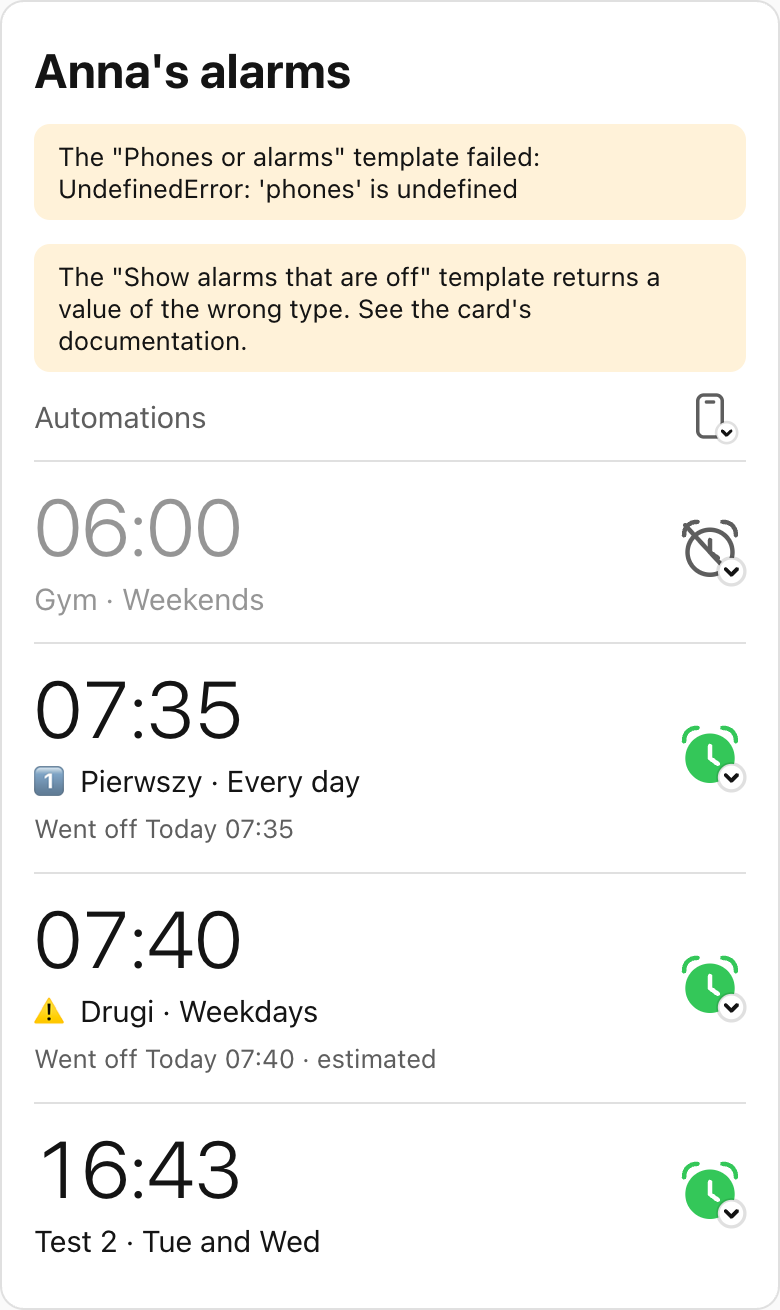 Anna's alarms
The "Phones or alarms" template failed:
UndefinedError: 'phones' is undefined
The "Show alarms that are off" template returns a
value of the wrong type. See the card's
documentation.
Automations
06:00
Gym · Weekends
07:35
1️⃣ Pierwszy · Every day
Went off Today 07:35
07:40
⚠️ Drugi · Weekdays
Went off Today 07:40 · estimated
16:43
Test 2 · Tue and Wed